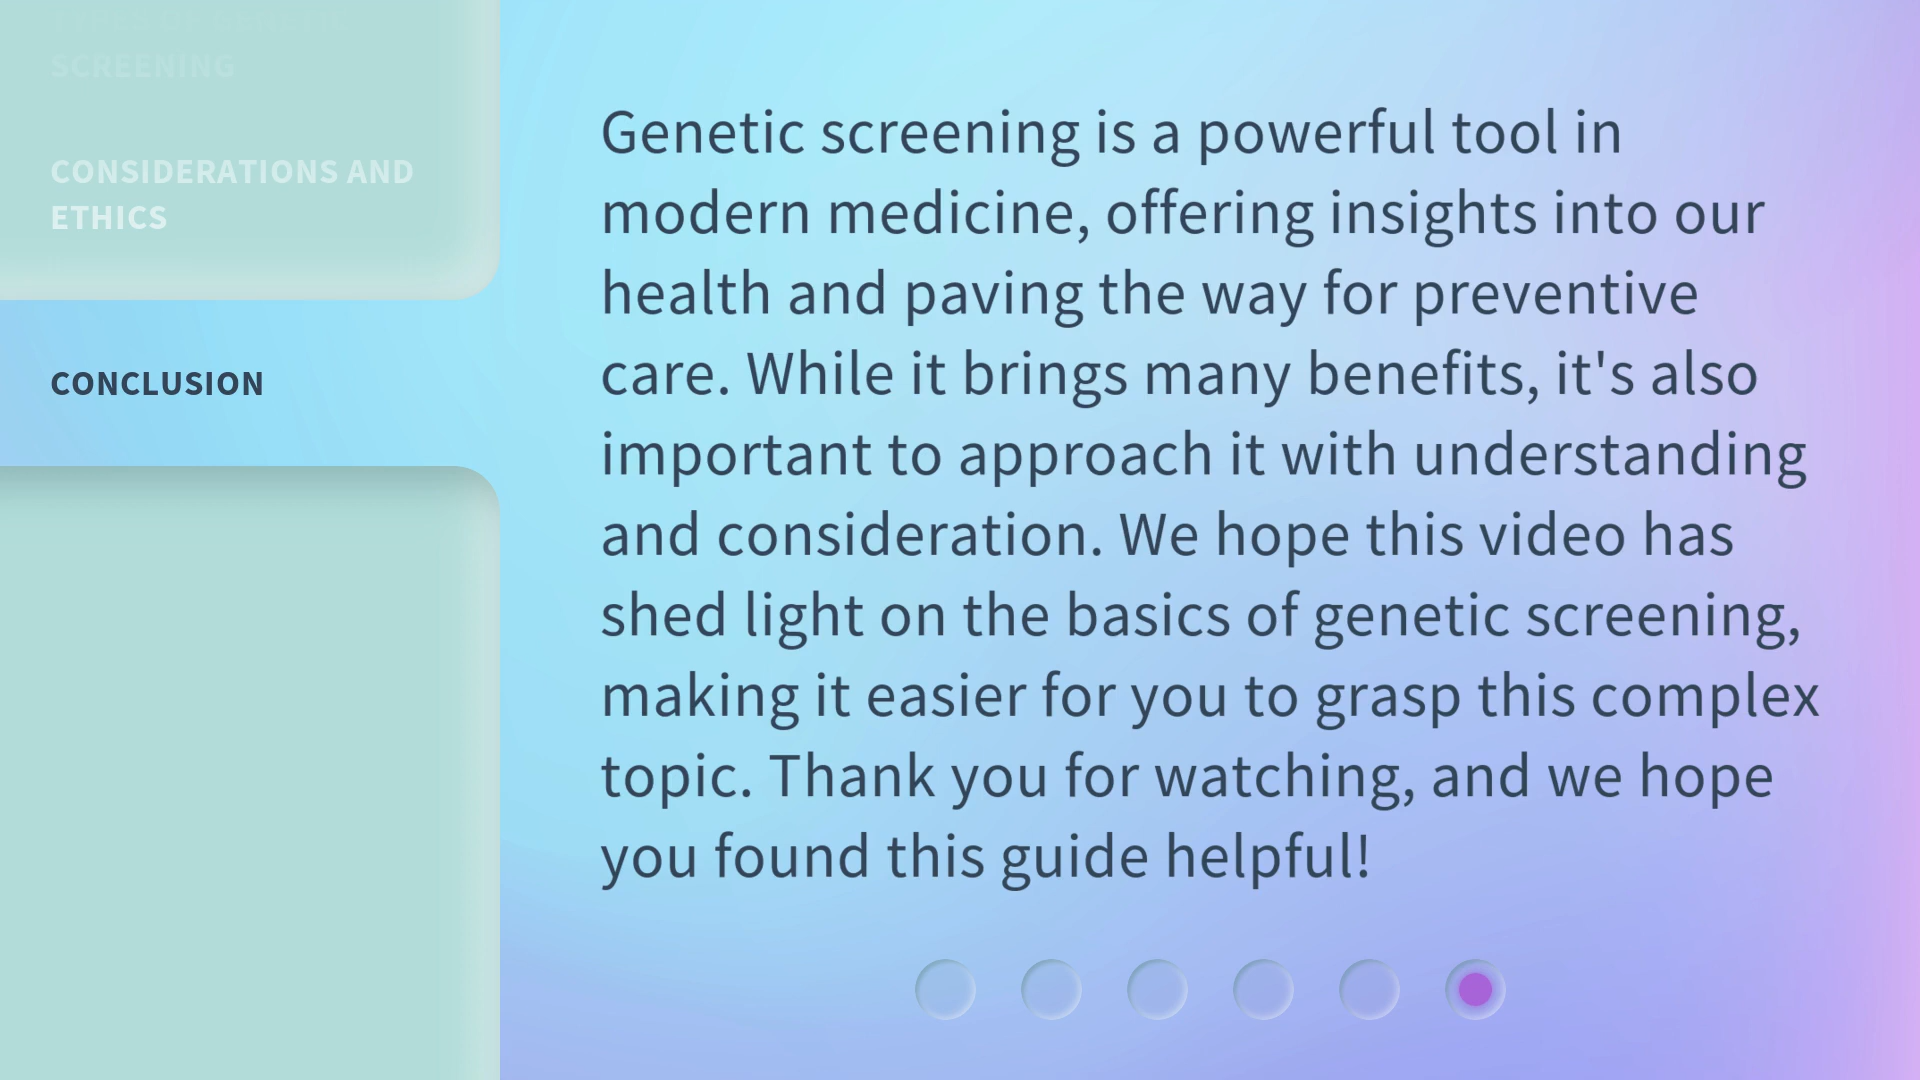 SCREENING
CONSIDERATIONS AND
ETHICS
CONCLUSION
Genetic screening is a powerful tool in
modern medicine, offering insights into our
health and paving the way for preventive
care. While it brings many benefits, it's also
important to approach it with understanding
and consideration. We hope this video has
shed light on the basics of genetic screening,
making it easier for you to grasp this complex
topic. Thank you for watching, and we hope
you found this guide helpful!